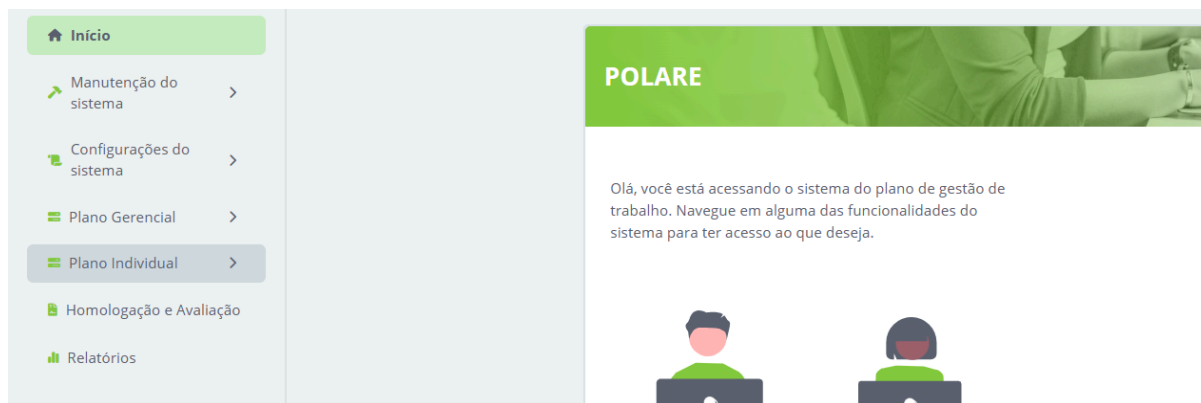 Início
Manutenção do
sistema
Configurações do
sistema
Plano Gerencial
Plano Individual
Homologação e Avaliação
Relatórios
POLARE
Olá, você está acessando o sistema do plano de gestão de
trabalho. Navegue em alguma das funcionalidades do
sistema para ter acesso ao que deseja.